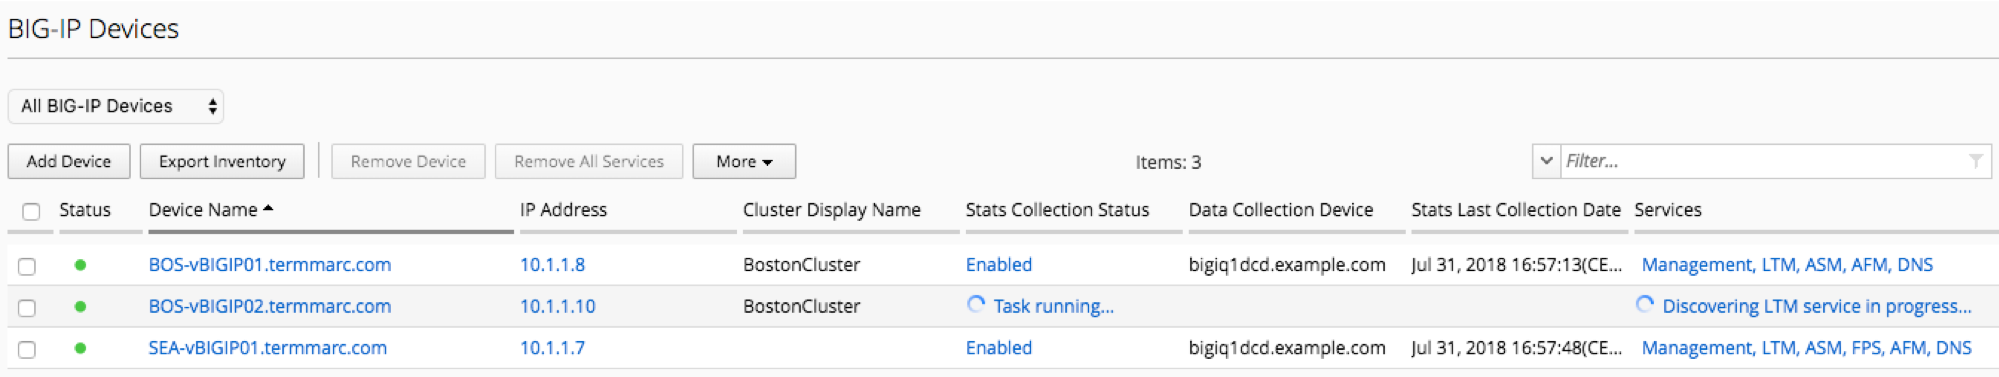 BIG-IP Devices
All BIG-IP Devices
Add Device Export Inventory Remove Device Remove All Services More Items: 3 Filter...
Status Device Name IP Address Cluster Display Name Stats Collection Status Data Collection Device Stats Last Collection Date Services
BOS-vBIGIP01.termmarc.com 10.1.1.8 BostonCluster Enabled bigiq1dcd.example.com Jul 31, 2018 16:57:13(CE... Management, LTM, ASM, AFM, DNS
BOS-vBIGIP02.termmarc.com 10.1.1.10 BostonCluster Task running... Discovering LTM service in progress...
SEA-vBIGIP01.termmarc.com 10.1.1.7 Enabled bigiq1dcd.example.com Jul 31, 2018 16:57:48(CE... Management, LTM, ASM, FPS, AFM, DNS